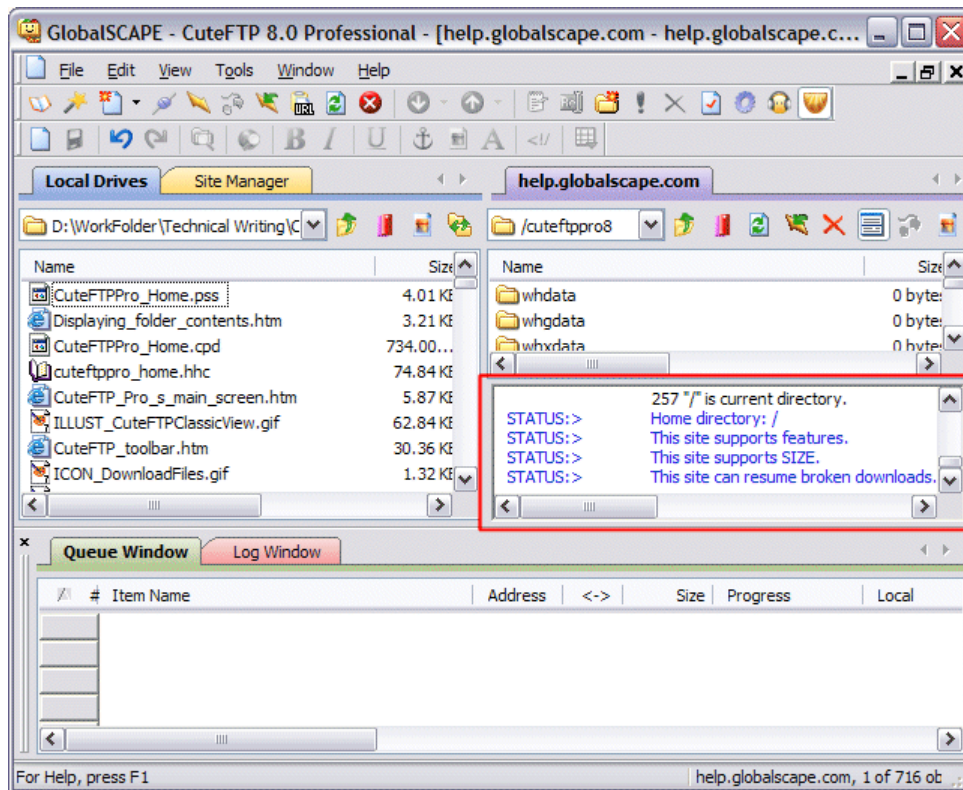 GlobalSCAPE - CuteFTP 8.0 Professional - [help.globalscape.com - help.globalscape.c...
File Edit View Tools Window Help
URL
B I U A <!/
Local Drives Site Manager
help.globalscape.com
D:\WorkFolder\Technical Writing\C
/cuteftppro8
Name Size
CuteFTPPro_Home.pss 4.01 KB
Displaying_folder_contents.htm 3.21 KB
CuteFTPPro_Home.cpd 734.00...
cuteftppro_home.hhc 74.84 KB
CuteFTP_Pro_s_main_screen.htm 5.87 KB
ILLUST_CuteFTPClassicView.gif 62.84 KB
CuteFTP_toolbar.htm 30.36 KB
ICON_DownloadFiles.gif 1.32 KB
Name Size
whdata 0 bytes
whgdata 0 bytes
whxdata 0 bytes
257 "/" is current directory.
STATUS:> Home directory: /
STATUS:> This site supports features.
STATUS:> This site supports SIZE.
STATUS:> This site can resume broken downloads.
Queue Window Log Window
# Item Name Address <-> Size Progress Local
For Help, press F1
help.globalscape.com, 1 of 716 ob